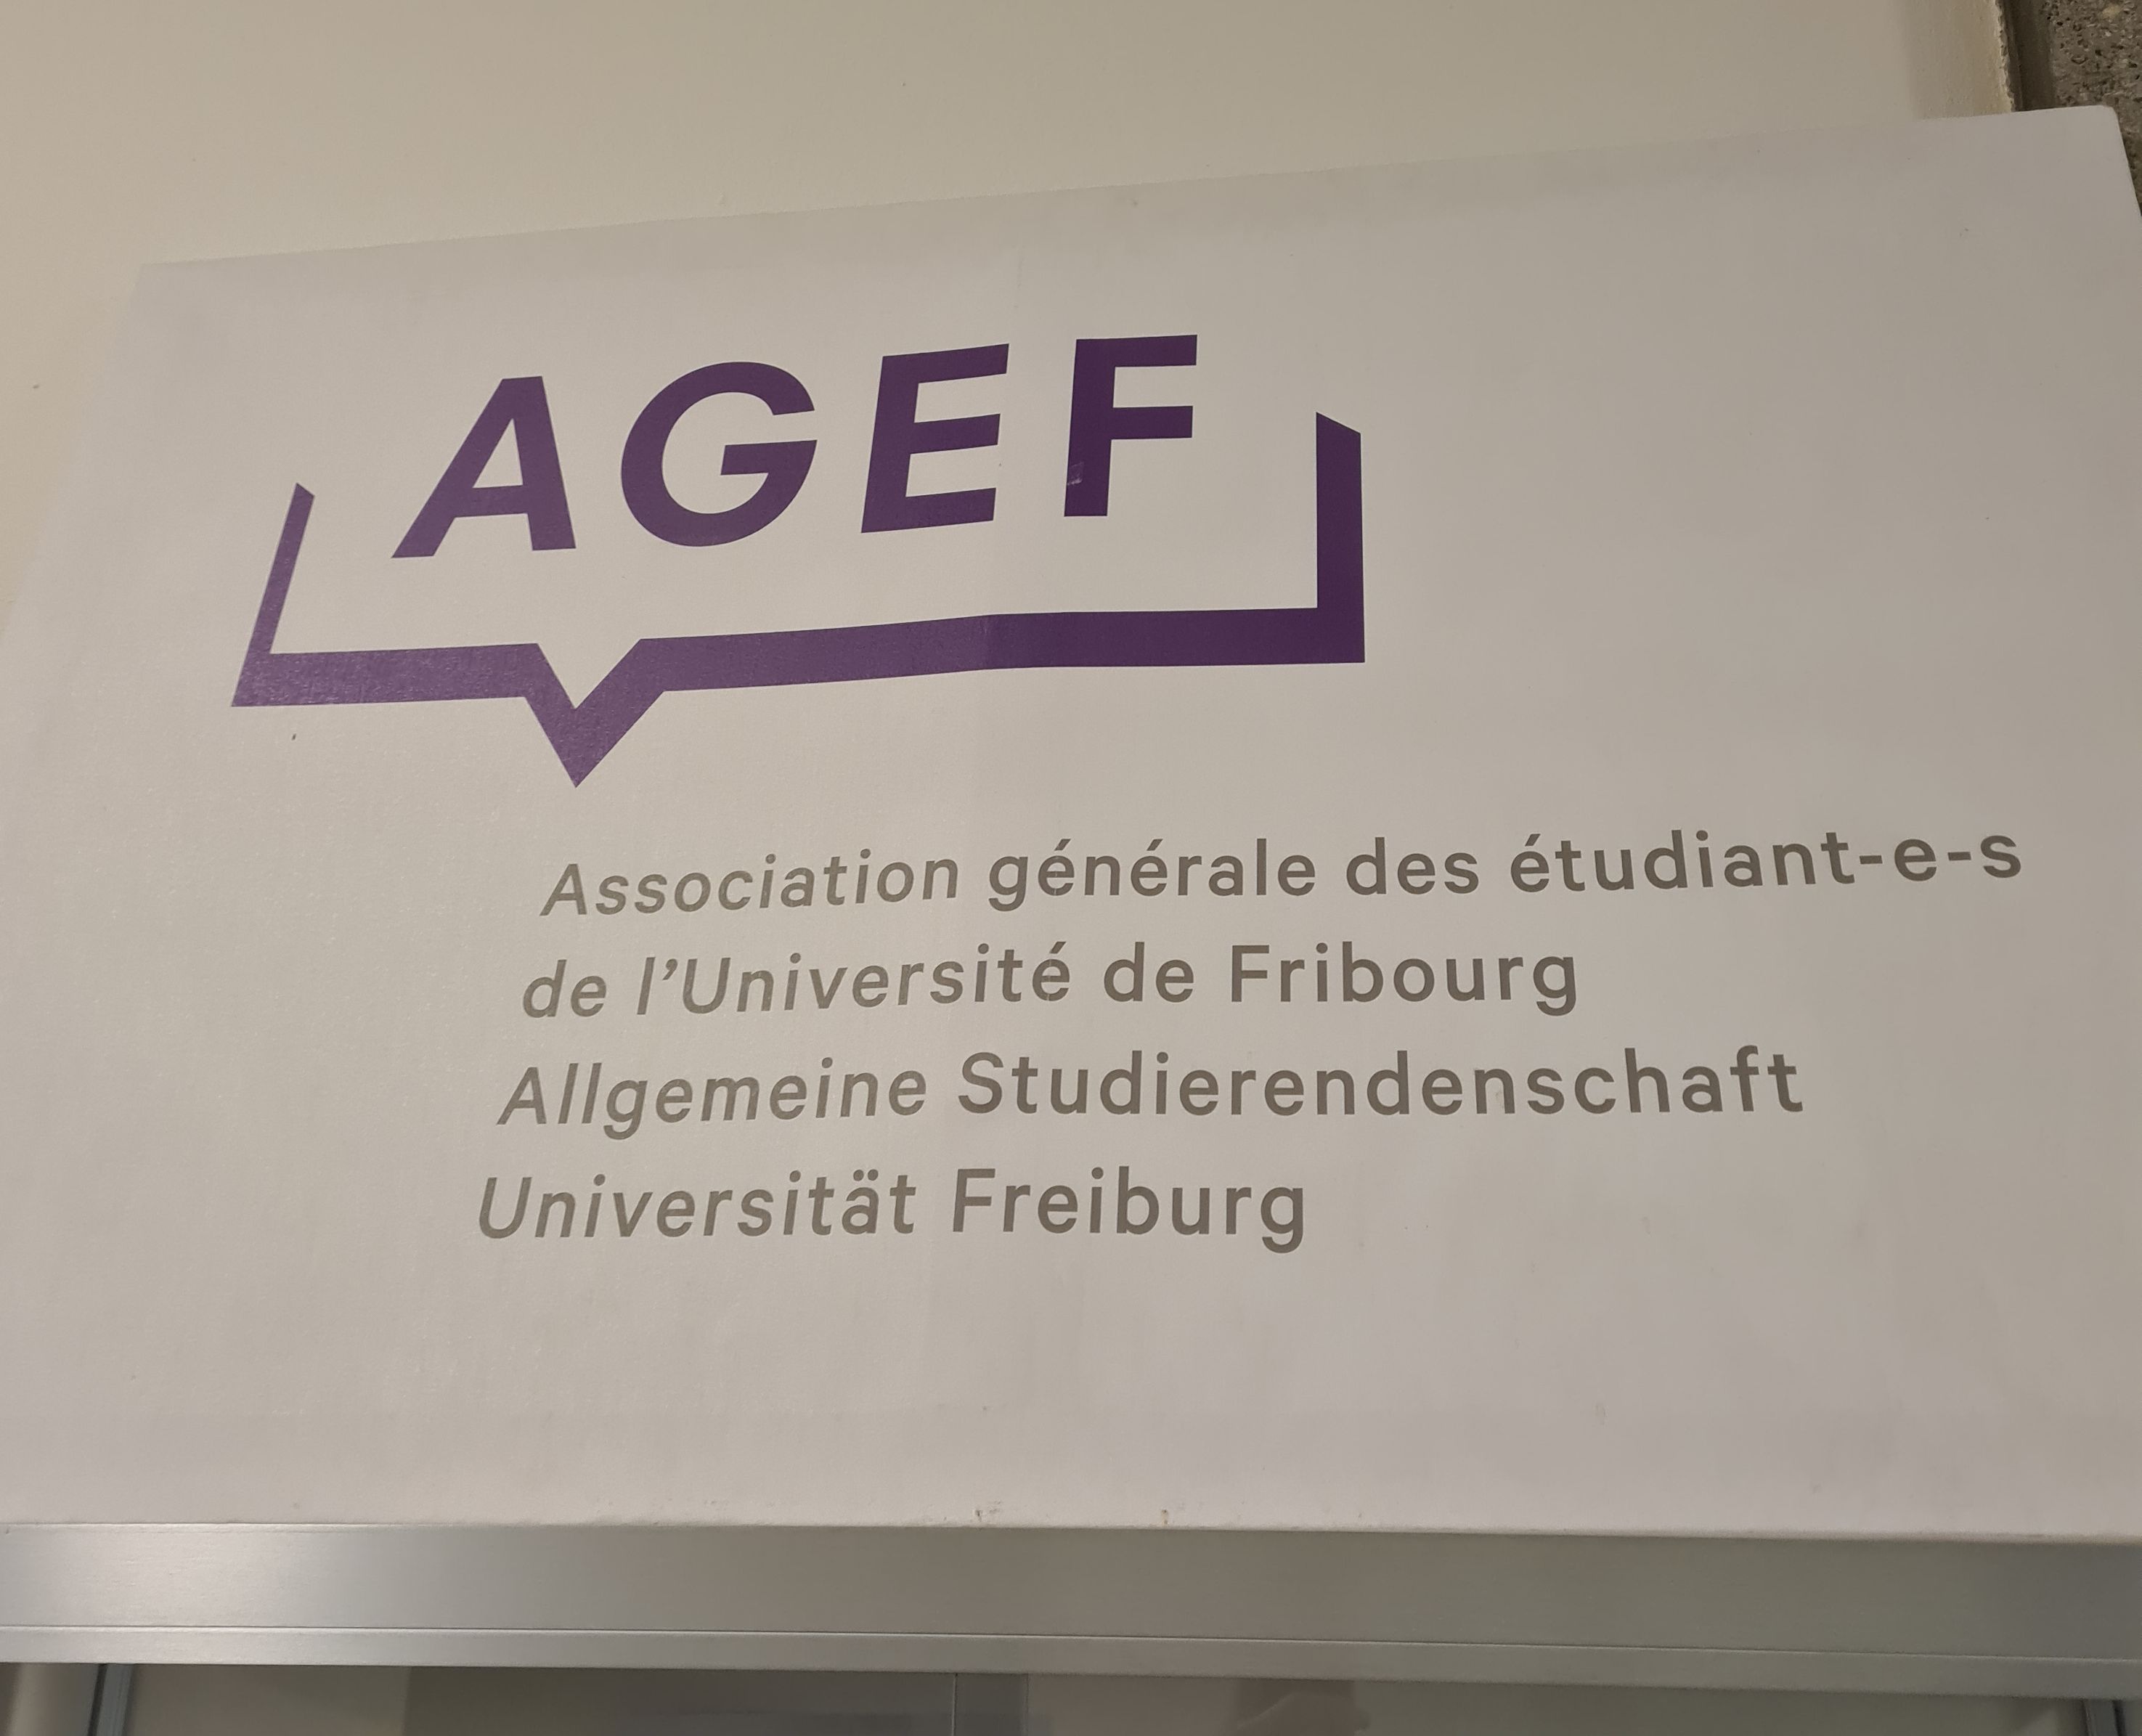 AGEF
Association générale des étudiant-e-s
de l'Université de Fribourg
Allgemeine Studierendenschaft
Universität Freiburg